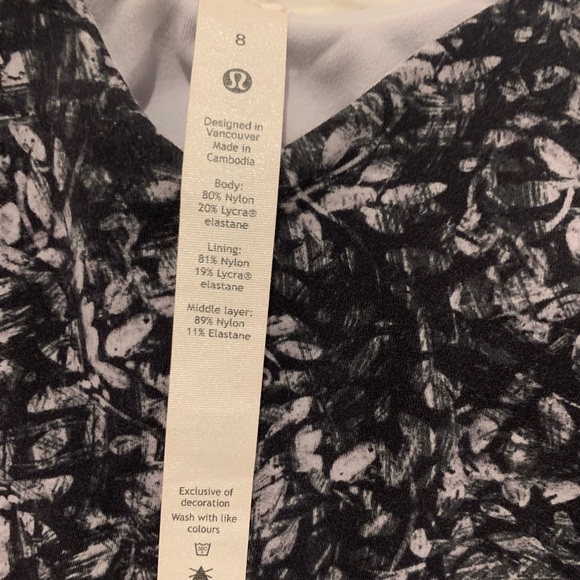 8
Designed in
Vancouver
Made in
Cambodia
Body:
80% Nylon
20% Lycra®
elastane
Lining:
81% Nylon
19% Lycra®
elastane
Middle layer:
89% Nylon
11% Elastane
Exclusive of
decoration
Wash with like
colours